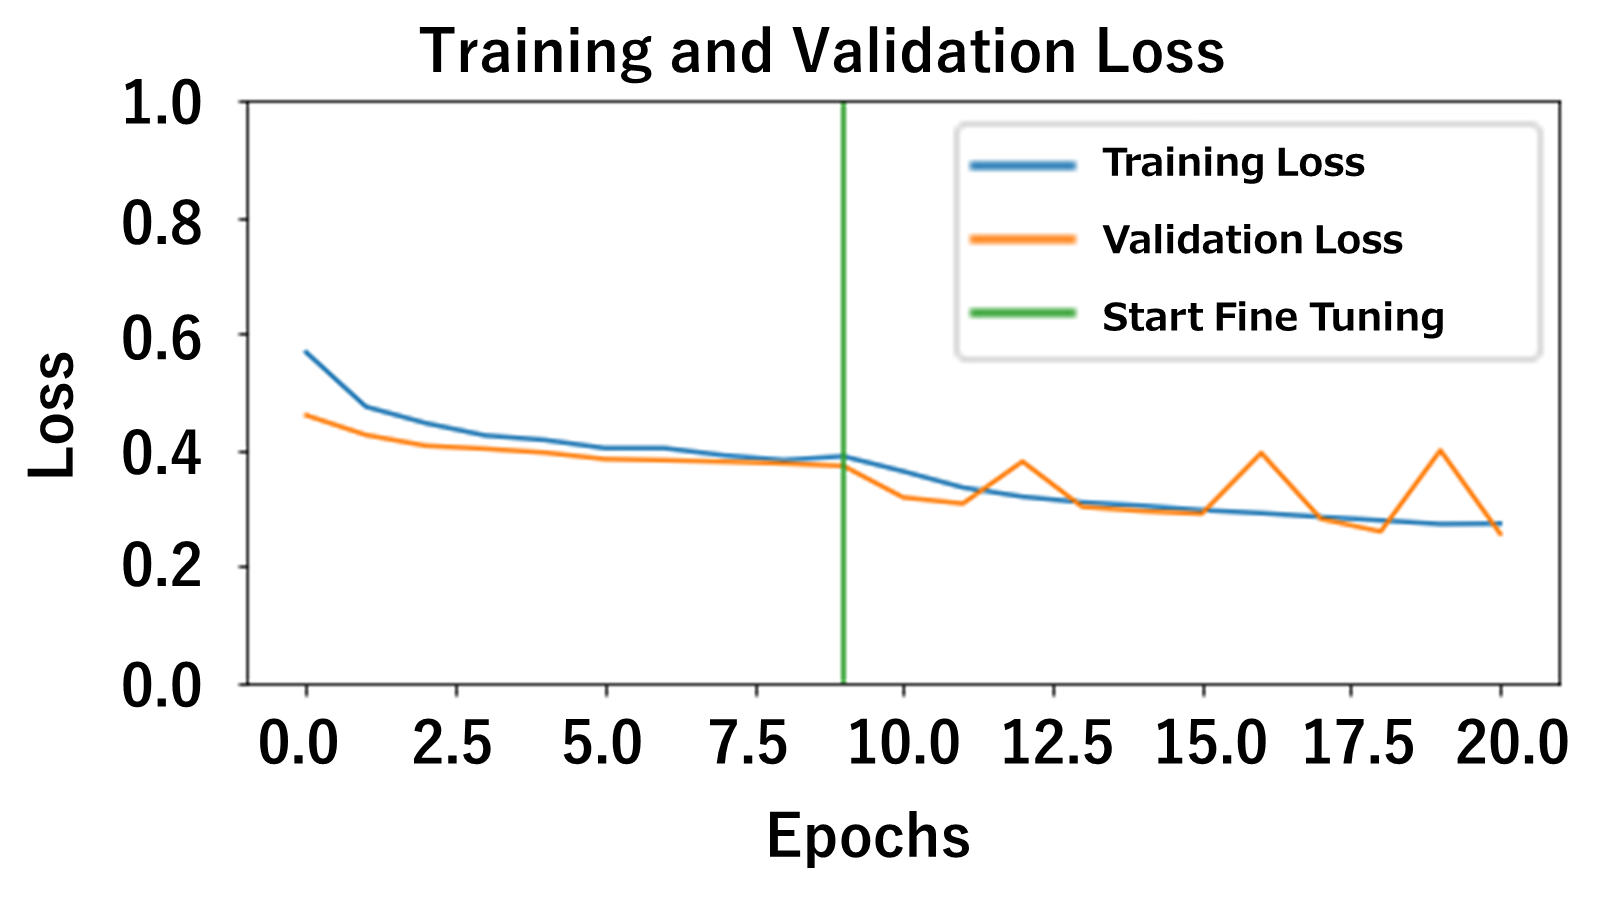 Training and Validation Loss
1.0
0.8
0.6
0.4
0.2
0.0
Loss
Training Loss
Validation Loss
Start Fine Tuning
0.0 2.5 5.0 7.5 10.0 12.5 15.0 17.5 20.0
Epochs